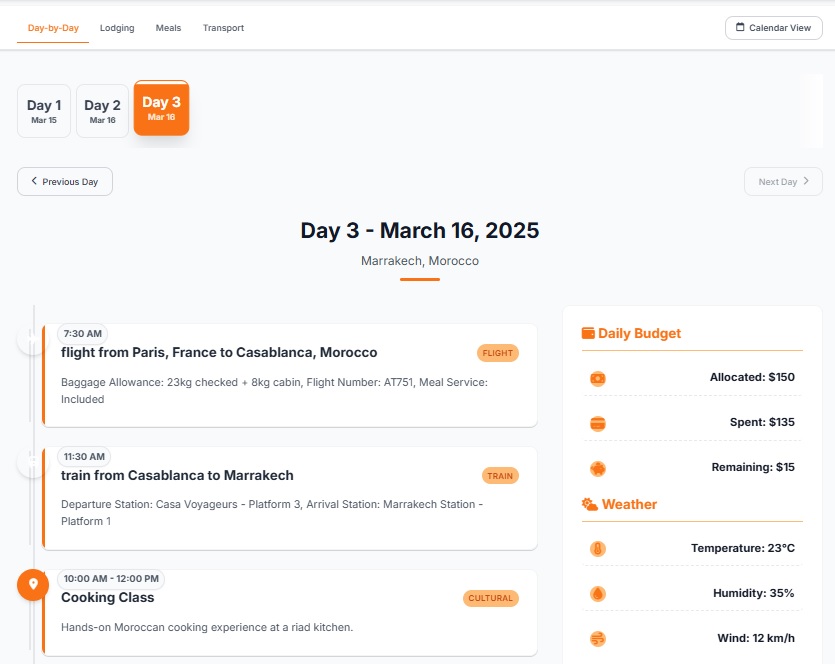 Day-by-Day Lodging Meals Transport Calendar View
Day 1 Day 2 Day 3
Mar 15 Mar 16 Mar 16
Previous Day Next Day
Day 3 - March 16, 2025
Marrakech, Morocco
7:30 AM
flight from Paris, France to Casablanca, Morocco FLIGHT
Baggage Allowance: 23kg checked + 8kg cabin, Flight Number: AT751, Meal Service:
Included
11:30 AM
train from Casablanca to Marrakech TRAIN
Departure Station: Casa Voyageurs - Platform 3, Arrival Station: Marrakech Station -
Platform 1
10:00 AM - 12:00 PM
Cooking Class CULTURAL
Hands-on Moroccan cooking experience at a riad kitchen.
Daily Budget
Allocated: $150
Spent: $135
Remaining: $15
Weather
Temperature: 23°C
Humidity: 35%
Wind: 12 km/h